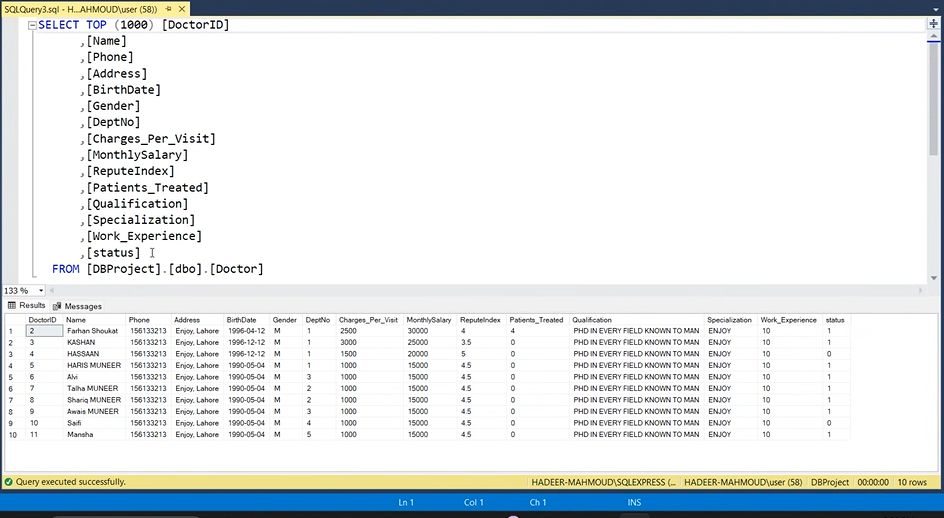 SQLQuery3.sql - H...AHMOUD\user (58))
SELECT TOP (1000) [DoctorID]
,[Name]
,[Phone]
,[Address]
,[BirthDate]
,[Gender]
,[DeptNo]
,[Charges_Per_Visit]
,[MonthlySalary]
,[ReputeIndex]
,[Patients_Treated]
,[Qualification]
,[Specialization]
,[Work_Experience]
,[status]
FROM [DBProject].[dbo].[Doctor]
133 %
Results Messages
DoctorID Name Phone Address BirthDate Gender DeptNo Charges_Per_Visit MonthlySalary ReputeIndex Patients_Treated Qualification Specialization Work_Experience status
1 2 Farhan Shoukat 156133213 Enjoy, Lahore 1996-04-12 M 1 2500 30000 4 4 PHD IN EVERY FIELD KNOWN TO MAN ENJOY 10 1
2 3 KASHAN 156133213 Enjoy, Lahore 1996-12-12 M 1 3000 25000 3.5 0 PHD IN EVERY FIELD KNOWN TO MAN ENJOY 10 1
3 4 HASSAAN 156133213 Enjoy, Lahore 1996-12-12 M 1 1500 20000 5 0 PHD IN EVERY FIELD KNOWN TO MAN ENJOY 10 0
4 5 HARIS MUNEER 156133213 Enjoy, Lahore 1990-05-04 M 1 1000 15000 4.5 0 PHD IN EVERY FIELD KNOWN TO MAN ENJOY 10 1
5 6 Alvi 156133213 Enjoy, Lahore 1990-05-04 M 3 1000 15000 4.5 0 PHD IN EVERY FIELD KNOWN TO MAN ENJOY 10 1
6 7 Talha MUNEER 156133213 Enjoy, Lahore 1990-05-04 M 2 1000 15000 4.5 0 PHD IN EVERY FIELD KNOWN TO MAN ENJOY 10 1
7 8 Shariq MUNEER 156133213 Enjoy, Lahore 1990-05-04 M 2 1000 15000 4.5 0 PHD IN EVERY FIELD KNOWN TO MAN ENJOY 10 1
8 9 Awais MUNEER 156133213 Enjoy, Lahore 1990-05-04 M 3 1000 15000 4.5 0 PHD IN EVERY FIELD KNOWN TO MAN ENJOY 10 1
9 10 Saifi 156133213 Enjoy, Lahore 1990-05-04 M 4 1000 15000 4.5 0 PHD IN EVERY FIELD KNOWN TO MAN ENJOY 10 0
10 11 Mansha 156133213 Enjoy, Lahore 1990-05-04 M 5 1000 15000 4.5 0 PHD IN EVERY FIELD KNOWN TO MAN ENJOY 10 1
Query executed successfully. HADEER-MAHMOUD\SQLEXPRESS (... HADEER-MAHMOUD\user (58) DBProject 00:00:00 10 rows
Ln 1 Col 1 Ch 1 INS